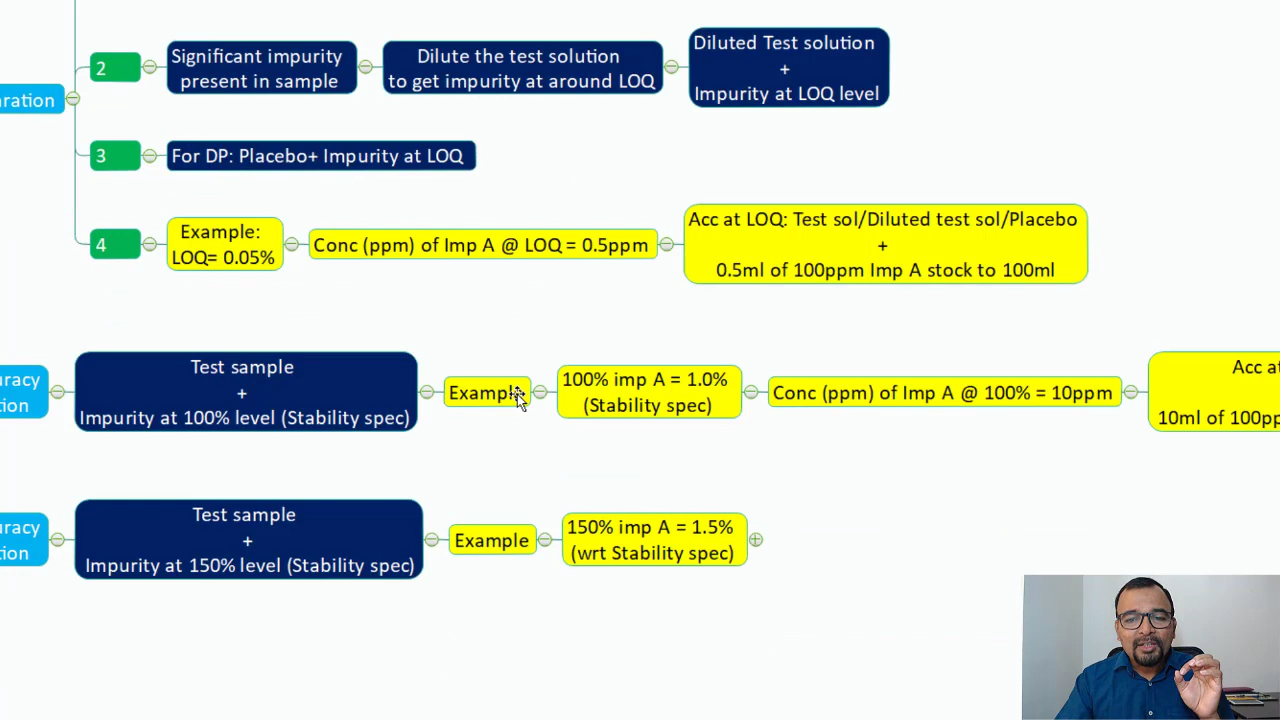 2
Significant impurity
present in sample
Dilute the test solution
to get impurity at around LOQ
Diluted Test solution
+
Impurity at LOQ level
aration
3
For DP: Placebo+ Impurity at LOQ
4
Example:
LOQ= 0.05%
Conc (ppm) of Imp A @ LOQ = 0.5ppm
Acc at LOQ: Test sol/Diluted test sol/Placebo
+
0.5ml of 100ppm Imp A stock to 100ml
uracy
tion
Test sample
+
Impurity at 100% level (Stability spec)
Example
100% imp A = 1.0%
(Stability spec)
Conc (ppm) of Imp A @ 100% = 10ppm
Acc at
10ml of 100pp
uracy
tion
Test sample
+
Impurity at 150% level (Stability spec)
Example
150% imp A = 1.5%
(wrt Stability spec)